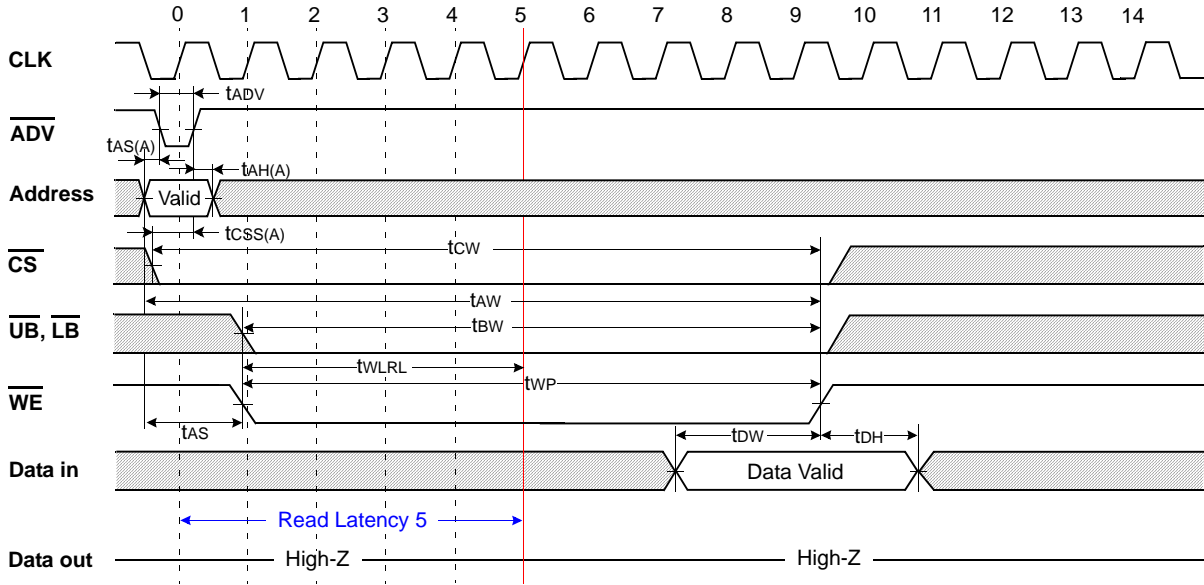 0 1 2 3 4 5 6 7 8 9 10 11 12 13 14
CLK
tADV
ADV
tAS(A)
tAH(A)
Address Valid
tCSS(A)
tCW
CS
tAW
UB, LB
tBW
tWLRL
tWP
WE
tAS
tDW tDH
Data in Data Valid
Read Latency 5
Data out High-Z High-Z